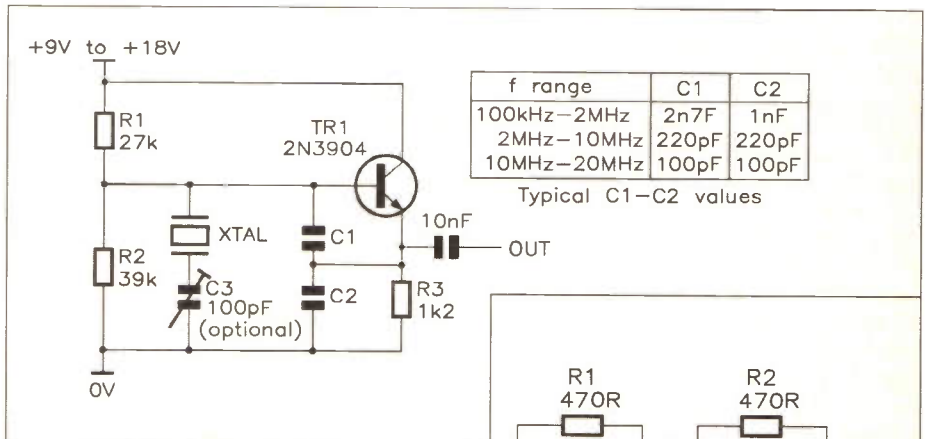 +9V to +18V
R1
27k
TR1
2N3904
f range C1 C2
100kHz–2MHz 2n7F 1nF
2MHz–10MHz 220pF 220pF
10MHz–20MHz 100pF 100pF
Typical C1–C2 values
XTAL
C1
10nF
OUT
R2
39k
C3
100pF
(optional)
C2
R3
1k2
0V
R1
470R
R2
470R